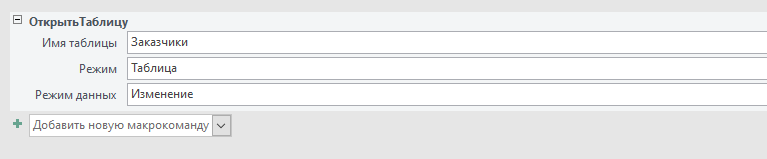 ОткрытьТаблицу
Имя таблицы Заказчики
Режим Таблица
Режим данных Изменение
Добавить новую макрокоманду